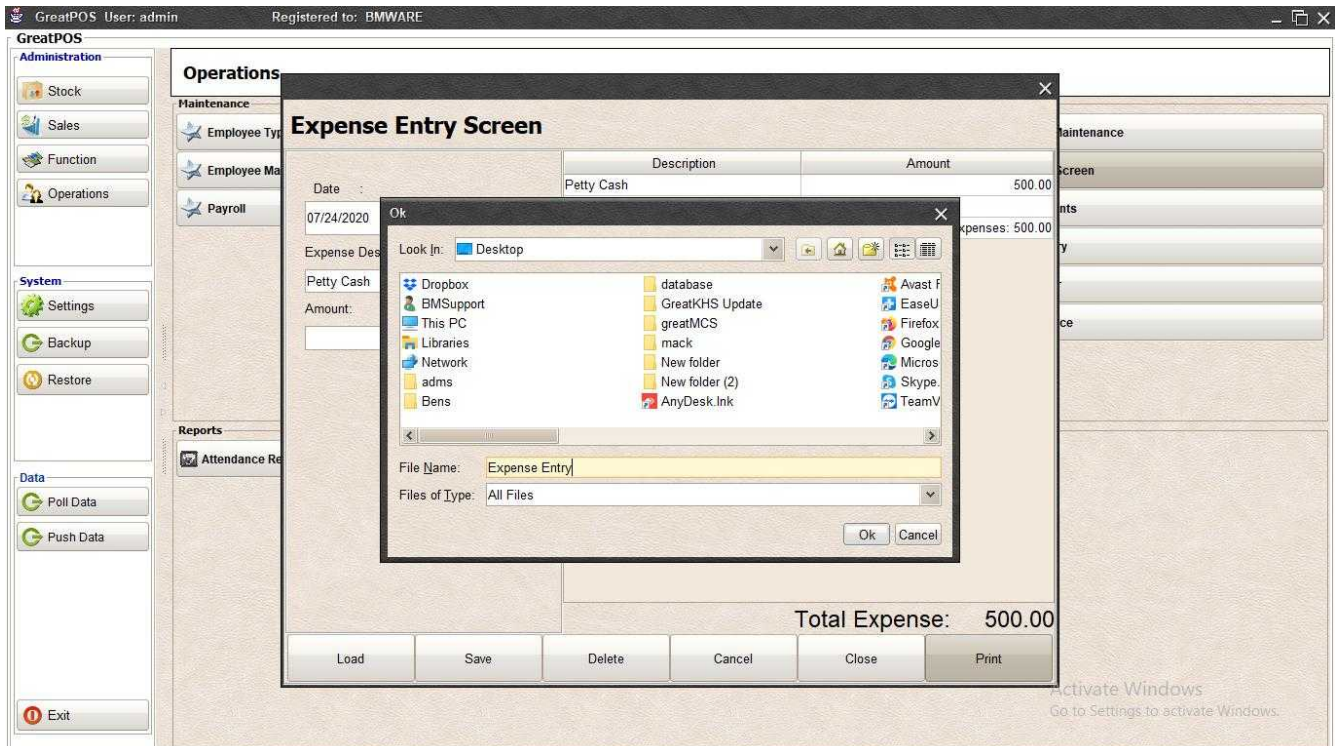 GreatPOS User: admin Registered to: BMWARE
GreatPOS
Administration
Stock
Sales
Function
Operations
System
Settings
Backup
Restore
Data
Poll Data
Push Data
Exit
Operations
Maintenance
Employee Typ
Employee Ma
Payroll
Reports
Attendance Re
Maintenance
Screen
nts
ry
ce
Expense Entry Screen
Date :
07/24/2020
Expense Des
Petty Cash
Amount:
Description Amount
Petty Cash 500.00
xpenses: 500.00
Ok
Look In: Desktop
Dropbox database Avast F
BMSupport GreatKHS Update EaseU
This PC greatMCS Firefox
Libraries mack Google
Network New folder Micros
adms New folder (2) Skype.
Bens AnyDesk.lnk TeamV
File Name: Expense Entry
Files of Type: All Files
Ok Cancel
Total Expense: 500.00
Load Save Delete Cancel Close Print
Activate Windows
Go to Settings to activate Windows.